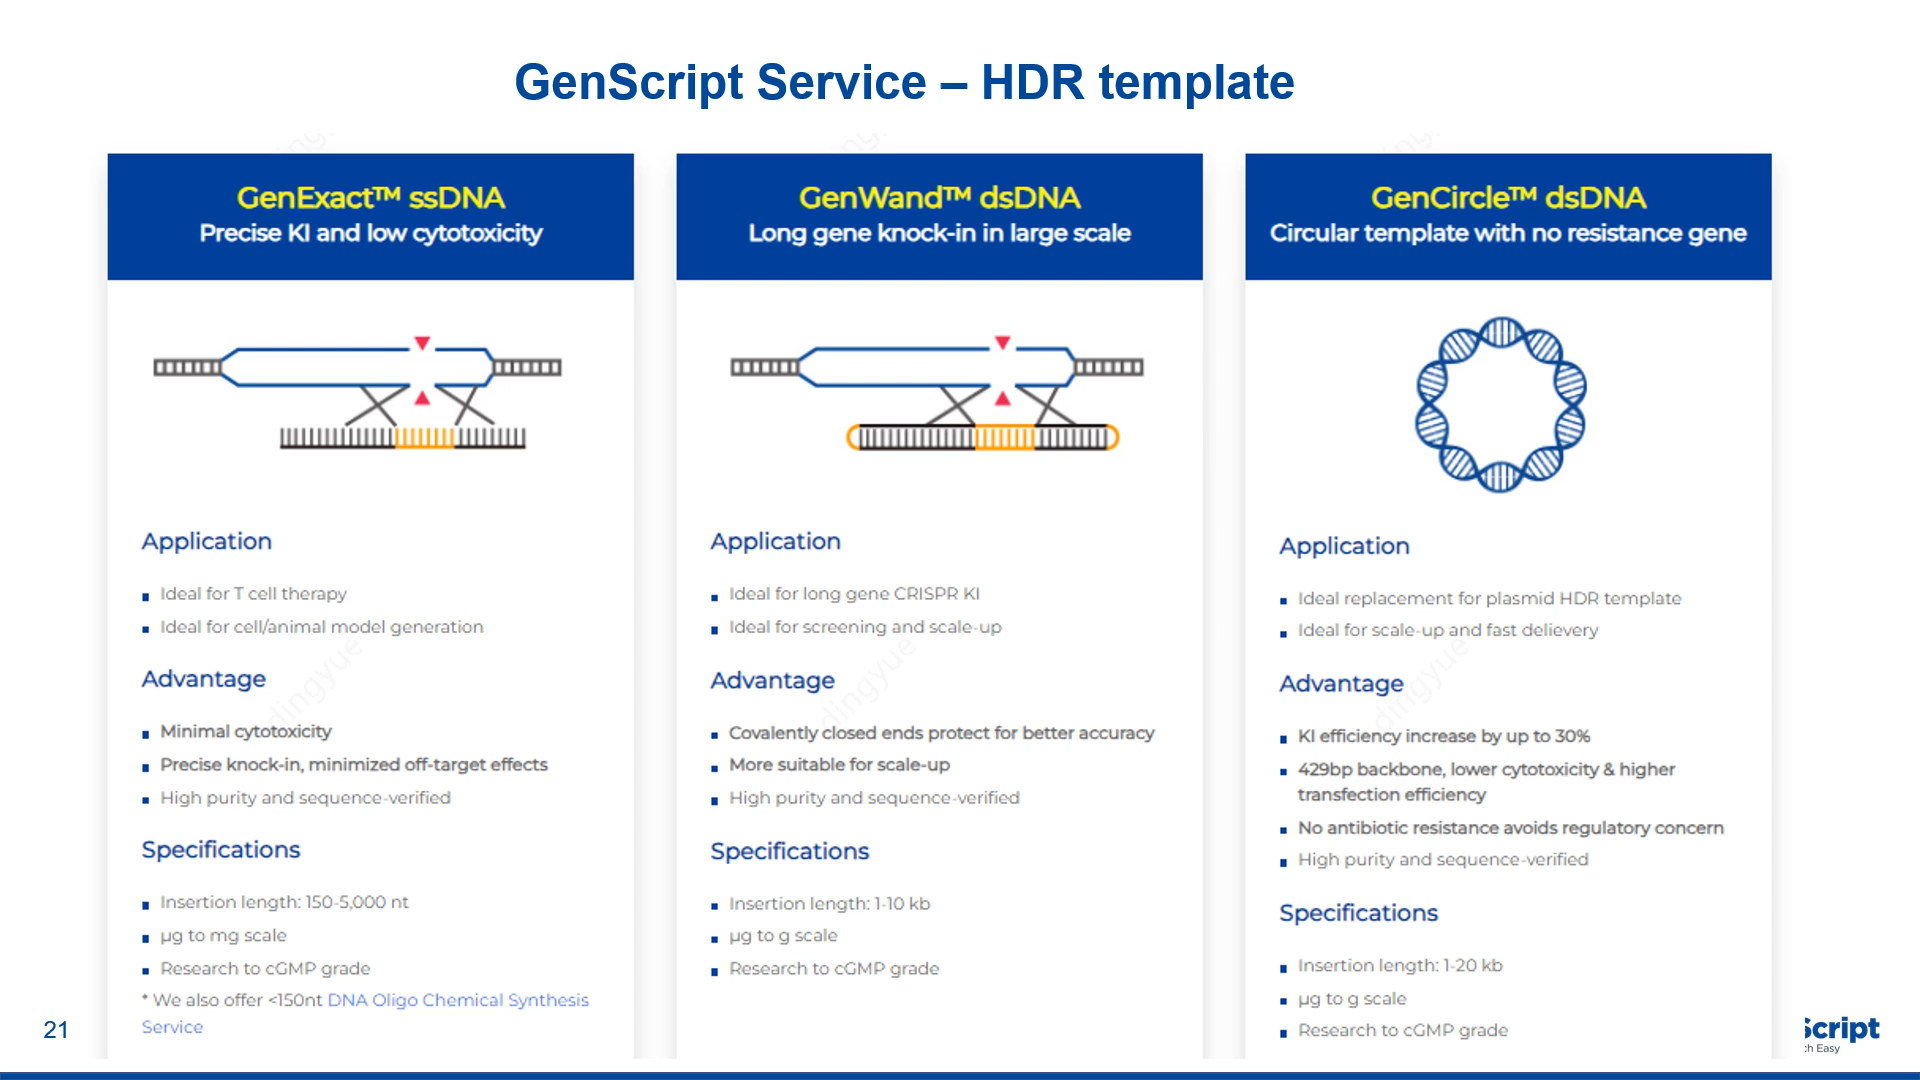 GenScript Service – HDR template
GenExact™ ssDNA
Precise KI and low cytotoxicity
Application
Ideal for T cell therapy
Ideal for cell/animal model generation
Advantage
Minimal cytotoxicity
Precise knock-in, minimized off-target effects
High purity and sequence-verified
Specifications
Insertion length: 150-5,000 nt
µg to mg scale
Research to cGMP grade
* We also offer <150nt DNA Oligo Chemical Synthesis
Service
GenWand™ dsDNA
Long gene knock-in in large scale
Application
Ideal for long gene CRISPR KI
Ideal for screening and scale-up
Advantage
Covalently closed ends protect for better accuracy
More suitable for scale-up
High purity and sequence-verified
Specifications
Insertion length: 1-10 kb
µg to g scale
Research to cGMP grade
GenCircle™ dsDNA
Circular template with no resistance gene
Application
Ideal replacement for plasmid HDR template
Ideal for scale-up and fast delievery
Advantage
KI efficiency increase by up to 30%
429bp backbone, lower cytotoxicity & higher
transfection efficiency
No antibiotic resistance avoids regulatory concern
High purity and sequence-verified
Specifications
Insertion length: 1-20 kb
µg to g scale
Research to cGMP grade
dingyue
dingyue
dingyue
21
Script
h Easy